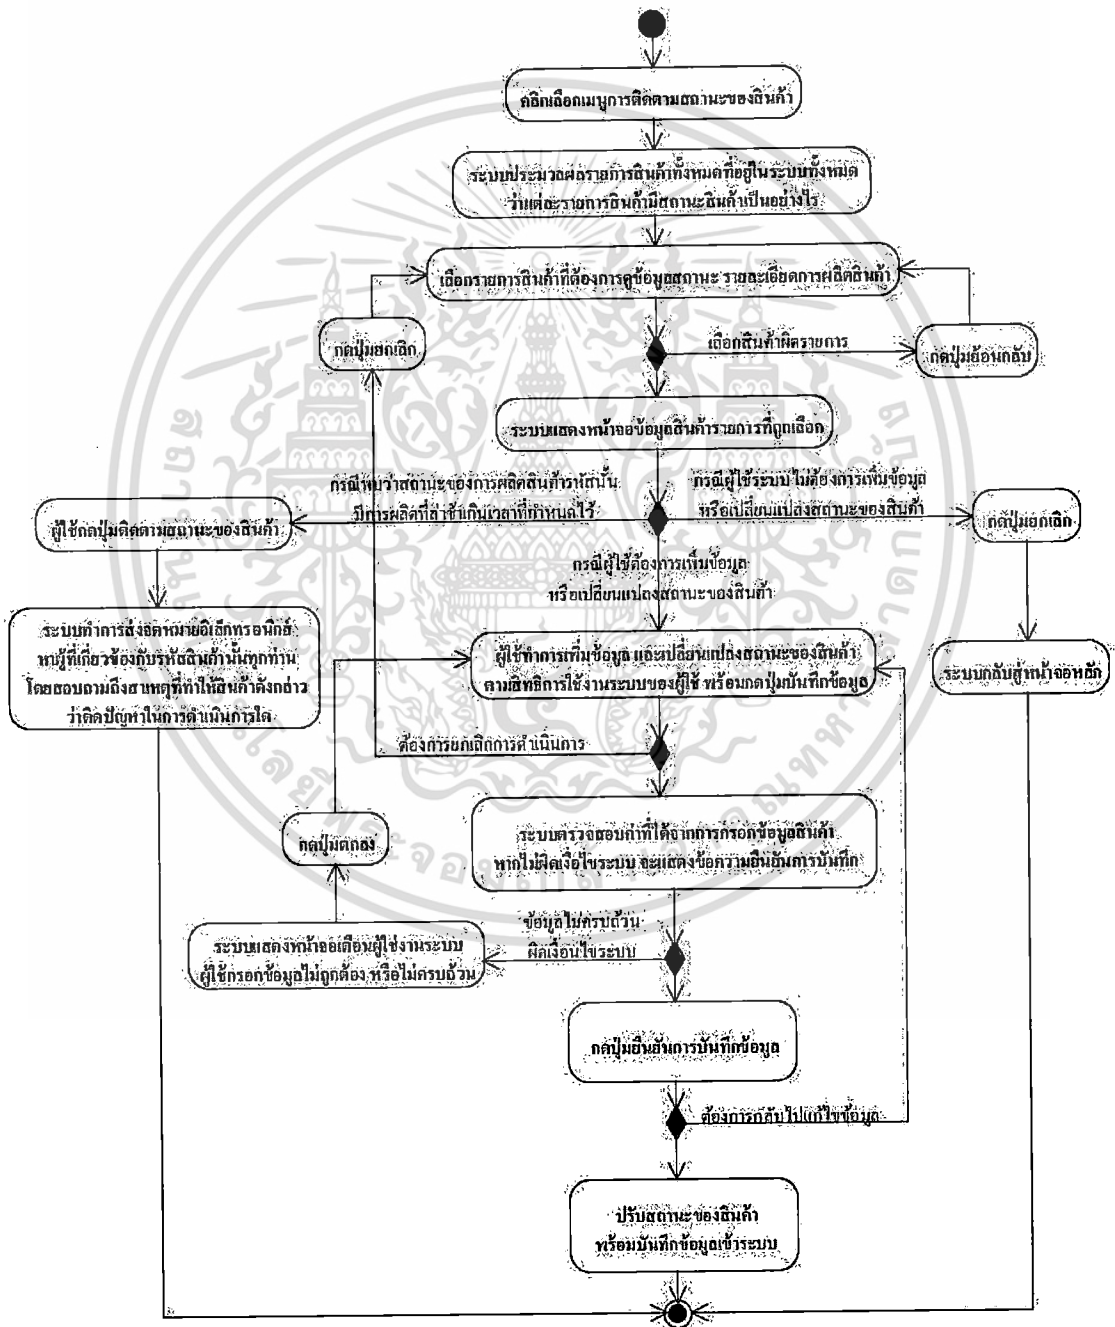 คลิกเลือกเมนูการติดตามสถานะของสินค้า
ระบบประมวลผลรายการสินค้าทั้งหมดที่อยู่ในระบบทั้งหมด
ว่าแต่ละรายการสินค้ามีสถานะสินค้าเป็นอย่างไร
เลือกรายการสินค้าที่ต้องการดูข้อมูลสถานะ รายละเอียดการผลิตสินค้า
กดปุ่มยกเลิก
เลือกสินค้าผิดรายการ
กดปุ่มย้อนกลับ
ระบบแสดงหน้าจอข้อมูลสินค้ารายการที่ถูกเลือก
กรณีพบว่าสถานะของการผลิตสินค้ารหัสนั้น
มีการผลิตที่ล่าช้าเกินเวลาที่กำหนดไว้
กรณีผู้ใช้ระบบ ไม่ต้องการเพิ่มข้อมูล
หรือเปลี่ยนแปลงสถานะของสินค้า
ผู้ใช้กดปุ่มติดตามสถานะของสินค้า
กดปุ่มยกเลิก
กรณีผู้ใช้ต้องการเพิ่มข้อมูล
หรือเปลี่ยนแปลงสถานะของสินค้า
ระบบทำการส่งจดหมายอิเล็กทรอนิกส์
หาผู้ที่เกี่ยวข้องกับรหัสสินค้านั้นทุกท่าน
โดยสอบถามถึงสาเหตุที่ทำให้สินค้าดังกล่าว
ว่าติดปัญหาในการดำเนินการใด
ผู้ใช้ทำการเพิ่มข้อมูล และเปลี่ยนแปลงสถานะของสินค้า
ตามสิทธิการใช้งานระบบของผู้ใช้ พร้อมกดปุ่มบันทึกข้อมูล
ระบบกลับสู่หน้าจอหลัก
ต้องการยกเลิกการดำเนินการ
ระบบตรวจสอบค่าที่ได้จากการกรอกข้อมูลสินค้า
หากไม่ผิดเงื่อไขระบบ จะแสดงข้อความยืนยันการบันทึก
กดปุ่มตกลง
ข้อมูลไม่ครบถ้วน
ผิดเงื่อนไขระบบ
ระบบแสดงหน้าจอเตือนผู้ใช้งานระบบ
ผู้ใช้กรอกข้อมูลไม่ถูกต้อง หรือไม่ครบถ้วน
กดปุ่มยืนยันการบันทึกข้อมูล
ต้องการกลับไปแก้ไขข้อมูล
ปรับสถานะของสินค้า
พร้อมบันทึกข้อมูลเข้าระบบ